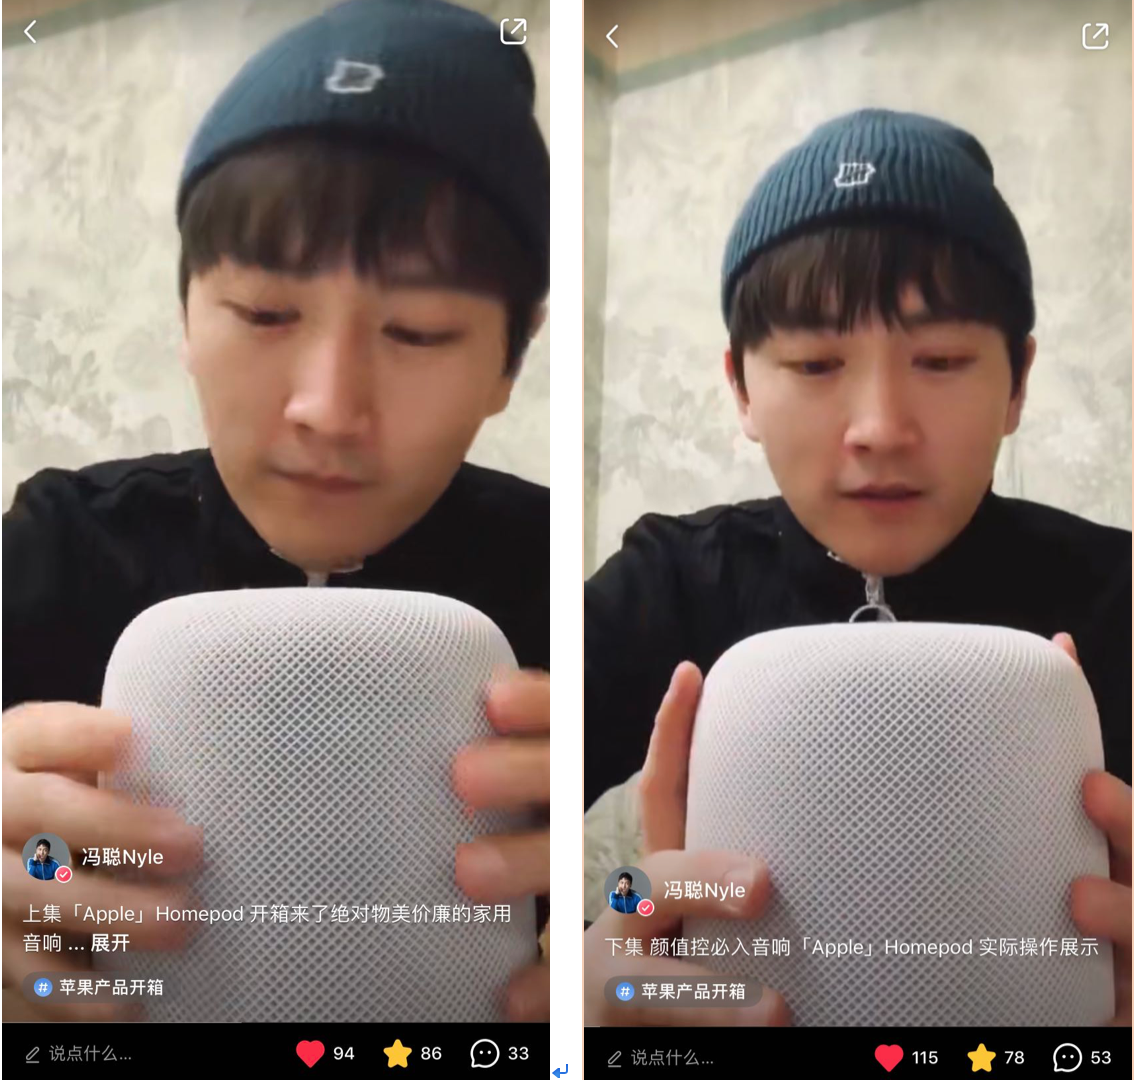 冯聪Nyle
上集「Apple」Homepod 开箱来了绝对物美价廉的家用
音响 ... 展开
# 苹果产品开箱
说点什么...
94
86
33
冯聪Nyle
下集 颜值控必入音响「Apple」Homepod 实际操作展示
# 苹果产品开箱
说点什么...
115
78
53